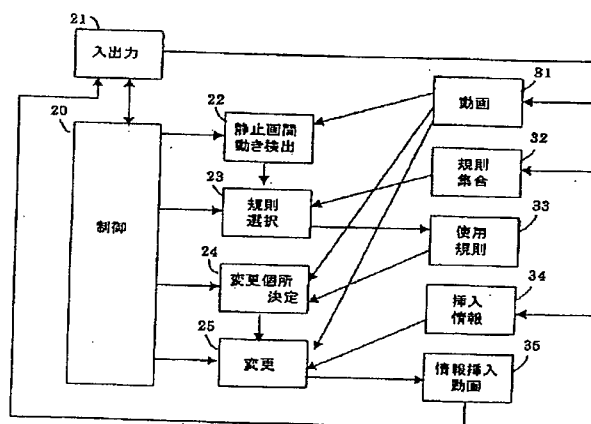 21
入出力
20
制御
22
静止画間
動き検出
23
規則
選択
24
変更個所
決定
25
変更
31
動画
32
規則
集合
33
使用
規則
34
挿入
情報
35
情報挿入
動画